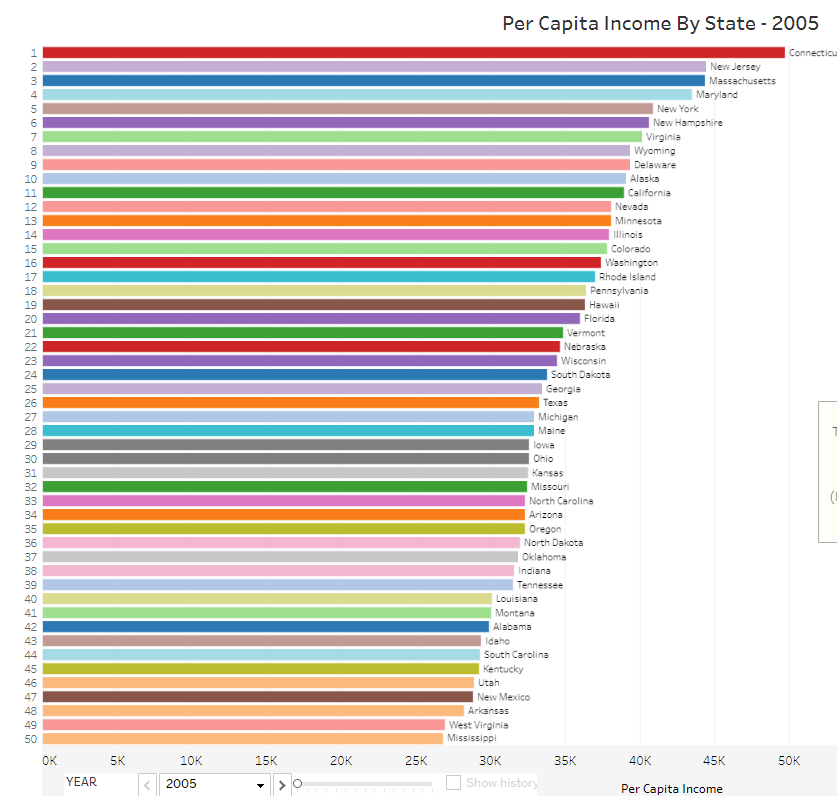 Per Capita Income By State - 2005
1 Connecticu
2 New Jersey
3 Massachusetts
4 Maryland
5 New York
6 New Hampshire
7 Virginia
8 Wyoming
9 Delaware
10 Alaska
11 California
12 Nevada
13 Minnesota
14 Illinois
15 Colorado
16 Washington
17 Rhode Island
18 Pennsylvania
19 Hawaii
20 Florida
21 Vermont
22 Nebraska
23 Wisconsin
24 South Dakota
25 Georgia
26 Texas
27 Michigan
28 Maine
29 Iowa
30 Ohio
31 Kansas
32 Missouri
33 North Carolina
34 Arizona
35 Oregon
36 North Dakota
37 Oklahoma
38 Indiana
39 Tennessee
40 Louisiana
41 Montana
42 Alabama
43 Idaho
44 South Carolina
45 Kentucky
46 Utah
47 New Mexico
48 Arkansas
49 West Virginia
50 Mississippi
0K 5K 10K 15K 20K 25K 30K 35K 40K 45K 50K
YEAR < 2005 > Show history
Per Capita Income